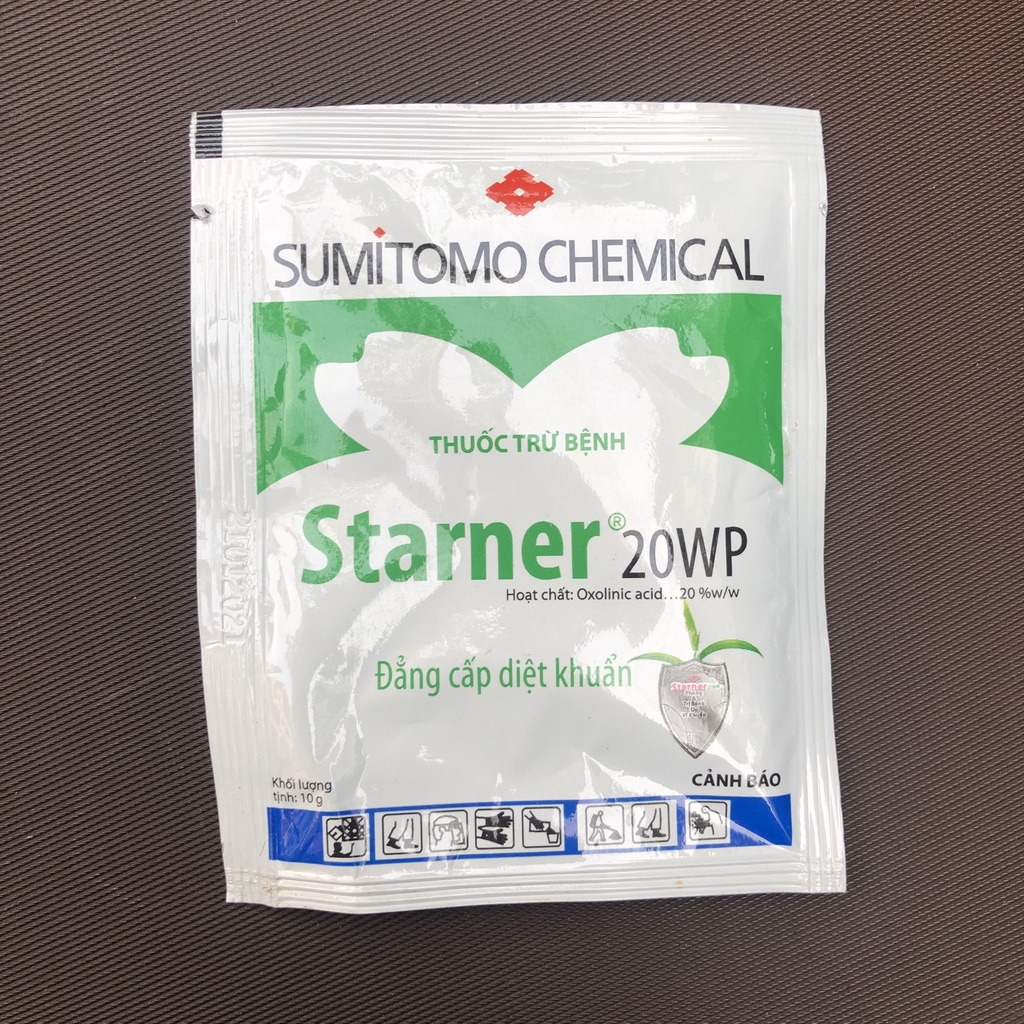 SUMITOMO CHEMICAL
THUỐC TRỪ BỆNH
Starner® 20WP
Hoạt chất: Oxolinic acid...20 %w/w
Đẳng cấp diệt khuẩn
Starner
Khối lượng
tịnh: 10 g
CẢNH BÁO